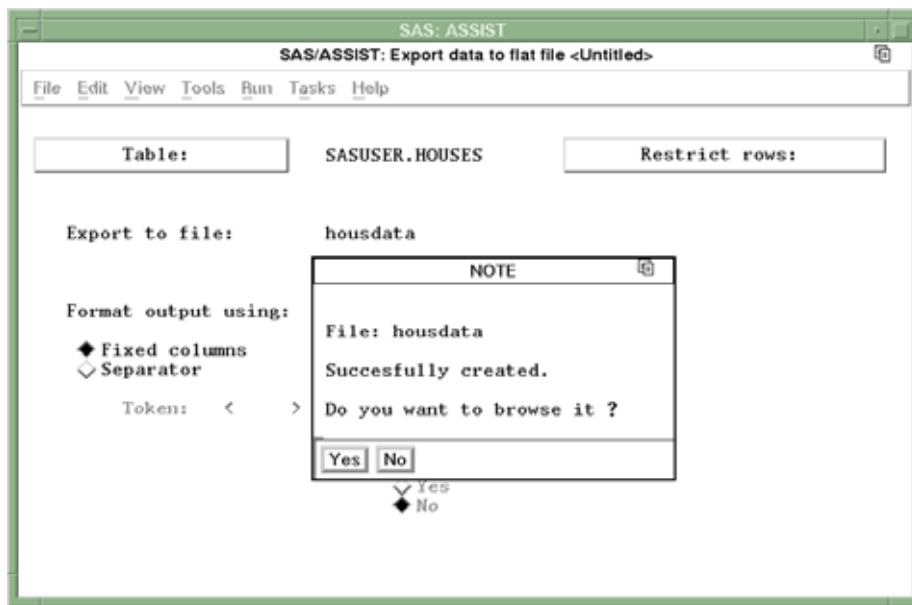 SAS: ASSIST
SAS/ASSIST: Export data to flat file <Untitled>
File Edit View Tools Run Tasks Help
Table: SASUSER.HOUSES Restrict rows:
Export to file: housdata
NOTE
Format output using:
File: housdata
Fixed columns
Succesfully created.
Separator
Token: < > Do you want to browse it ?
Yes No
Yes
No